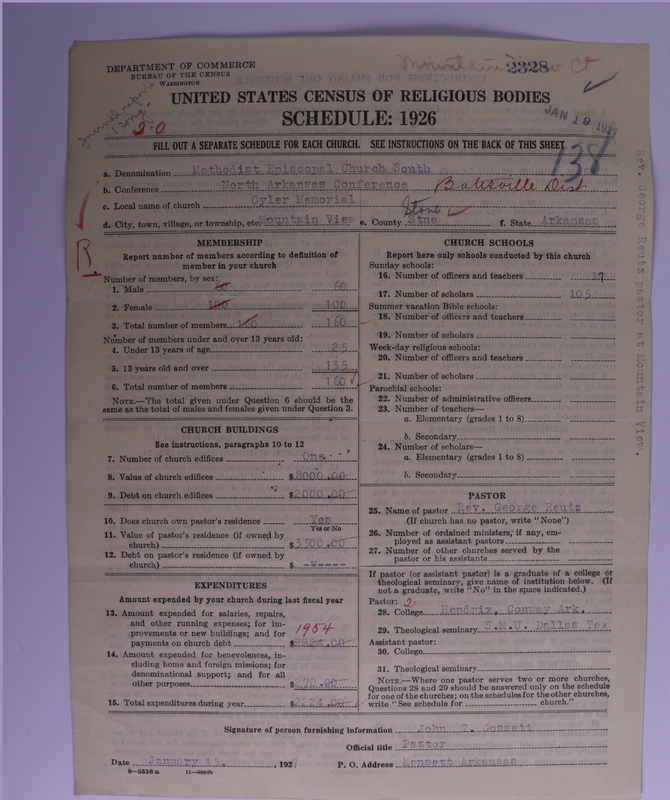 DEPARTMENT OF COMMERCE
BUREAU OF THE CENSUS
WASHINGTON
Mountain View Ct
2328
UNITED STATES CENSUS OF RELIGIOUS BODIES
SCHEDULE: 1926
JAN 19 1927
20
138
FILL OUT A SEPARATE SCHEDULE FOR EACH CHURCH. SEE INSTRUCTIONS ON THE BACK OF THIS SHEET
a. Denomination Methodist Episcopal Church South
b. Conference North Arkansas Conference Batesville Dist
c. Local name of church Oyler Memorial
Stone
d. City, town, village, or township, etc. Mountain View e. County Stne f. State Arkansas
R
MEMBERSHIP
Report number of members according to definition of
member in your church
Number of members, by sex:
1. Male 60
2. Female 100 100
3. Total number of members 160
Number of members under and over 13 years old:
4. Under 13 years of age 25
5. 13 years old and over 135
6. Total number of members 160
NOTE.—The total given under Question 6 should be
same as the total of males and females given under Question 3.
CHURCH BUILDINGS
See instructions, paragraphs 10 to 12
7. Number of church edifices One
8. Value of church edifices $8000.00
9. Debt on church edifices $2000.00
10. Does church own pastor's residence Yes
Yes or No
11. Value of pastor's residence (if owned by
church) $3500.00
12. Debt on pastor's residence (if owned by
church) $
EXPENDITURES
Amount expended by your church during last fiscal year
13. Amount expended for salaries, repairs,
and other running expenses; for im-
provements or new buildings; and for
payments on church debt 1954
14. Amount expended for benevolences, in-
cluding home and foreign missions; for
denominational support; and for all
other purposes $270.00
15. Total expenditures during year $2224.00
CHURCH SCHOOLS
Report here only schools conducted by this church
Sunday schools:
16. Number of officers and teachers 17
17. Number of scholars 105
Summer vacation Bible schools:
18. Number of officers and teachers
19. Number of scholars
Week-day religious schools:
20. Number of officers and teachers
21. Number of scholars
Parochial schools:
22. Number of administrative officers
23. Number of teachers—
a. Elementary (grades 1 to 8)
b. Secondary
24. Number of scholars—
a. Elementary (grades 1 to 8)
b. Secondary
PASTOR
25. Name of pastor Rev. George Reutz
(If church has no pastor, write "None")
26. Number of ordained ministers, if any, em-
ployed as assistant pastors
27. Number of other churches served by the
pastor or his assistants
If pastor (or assistant pastor) is a graduate of a college or
theological seminary, give name of institution below. (If
not a graduate, write "No" in the space indicated.)
Pastor: 2
28. College Hendrix, Conway Ark.
29. Theological seminary S.M.U. Dallas Tex
Assistant pastor:
30. College
31. Theological seminary
NOTE.—Where one pastor serves two or more churches,
Questions 28 and 29 should be answered only on the schedule
for one of the churches; on the schedules for the other churches,
write "See schedule for church."
Signature of person furnishing information John T. Gossett
Official title Pastor
Date January 15, 1927 P. O. Address Kensett Arkansas
8-5518a 11-9054b
Rev. George Reutz pastor at Mountain View.